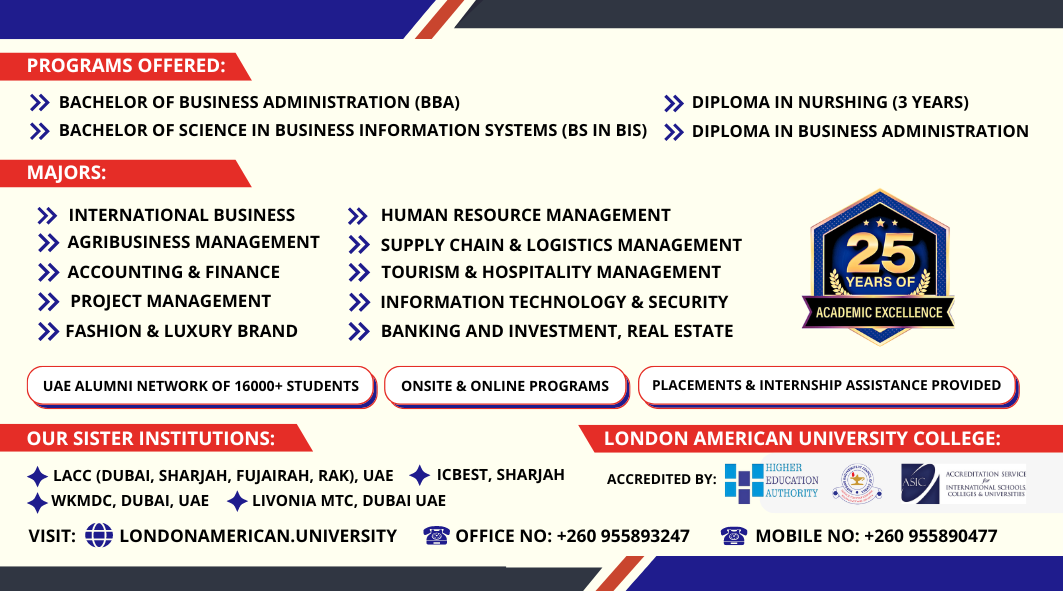 PROGRAMS OFFERED:
BACHELOR OF BUSINESS ADMINISTRATION (BBA)
BACHELOR OF SCIENCE IN BUSINESS INFORMATION SYSTEMS (BS IN BIS)
DIPLOMA IN NURSHING (3 YEARS)
DIPLOMA IN BUSINESS ADMINISTRATION
MAJORS:
INTERNATIONAL BUSINESS
AGRIBUSINESS MANAGEMENT
ACCOUNTING & FINANCE
PROJECT MANAGEMENT
FASHION & LUXURY BRAND
HUMAN RESOURCE MANAGEMENT
SUPPLY CHAIN & LOGISTICS MANAGEMENT
TOURISM & HOSPITALITY MANAGEMENT
INFORMATION TECHNOLOGY & SECURITY
BANKING AND INVESTMENT, REAL ESTATE
25
YEARS OF
ACADEMIC EXCELLENCE
UAE ALUMNI NETWORK OF 16000+ STUDENTS
ONSITE & ONLINE PROGRAMS
PLACEMENTS & INTERNSHIP ASSISTANCE PROVIDED
OUR SISTER INSTITUTIONS:
LACC (DUBAI, SHARJAH, FUJAIRAH, RAK), UAE
ICBEST, SHARJAH
WKMDC, DUBAI, UAE
LIVONIA MTC, DUBAI UAE
LONDON AMERICAN UNIVERSITY COLLEGE:
ACCREDITED BY:
HIGHER
EDUCATION
AUTHORITY
ASIC
ACCREDITATION SERVICE
for
INTERNATIONAL SCHOOLS,
COLLEGES & UNIVERSITIES
VISIT: LONDONAMERICAN.UNIVERSITY
OFFICE NO: +260 955893247
MOBILE NO: +260 955890477